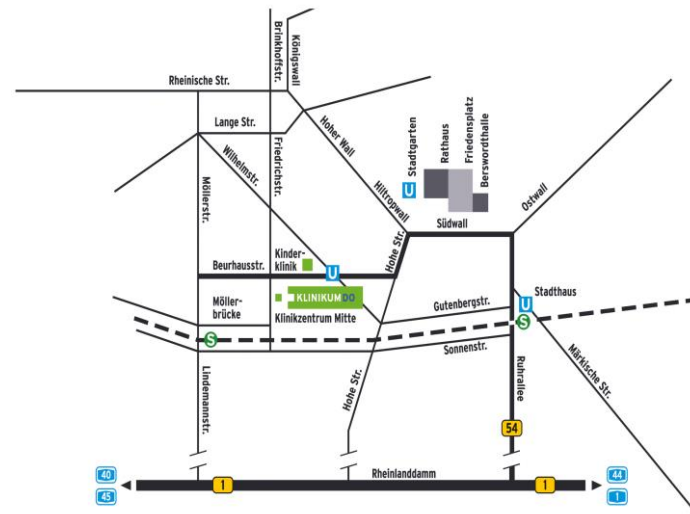 Brinkhoffstr.
Königswall
Rheinische Str.
Lange Str.
Hoher Wall
Wilhelmstr.
Friedrichstr.
Möllerstr.
Hiltropwall
U
Stadtgarten
Rathaus
Friedensplatz
Berswordthalle
Ostwall
Südwall
Hohe Str.
Kinder-
klinik
Beurhausstr.
U
KLINIKUMDO
Klinikzentrum Mitte
Möller-
brücke
Gutenbergstr.
U
Stadthaus
S
S
Sonnenstr.
Märkische Str.
Ruhrallee
Lindemannstr.
Hohe Str.
54
Rheinlanddamm
40
45
1
1
44
1